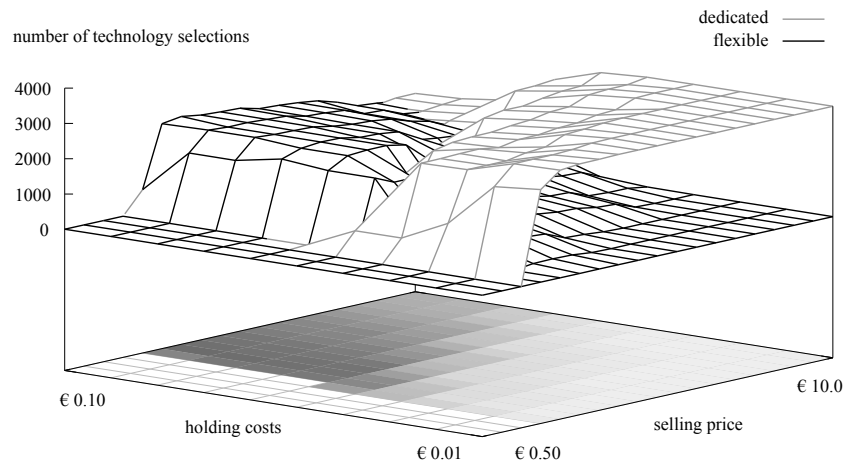 dedicated
number of technology selections
flexible
4000
3000
2000
1000
0
€ 10.0
€ 0.10
holding costs
selling price
€ 0.01
€ 0.50